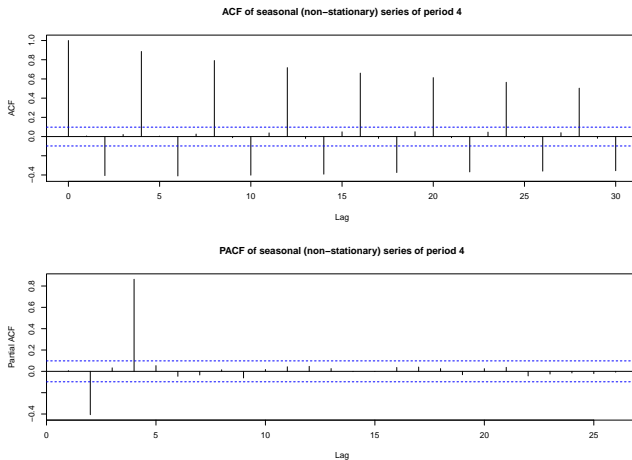 ACF of seasonal (non−stationary) series of period 4
ACF
1.0
0.8
0.6
0.4
0.2
0.0
−0.4
0 5 10 15 20 25 30
Lag
PACF of seasonal (non−stationary) series of period 4
Partial ACF
0.8
0.6
0.4
0.2
0.0
−0.4
0 5 10 15 20 25
Lag